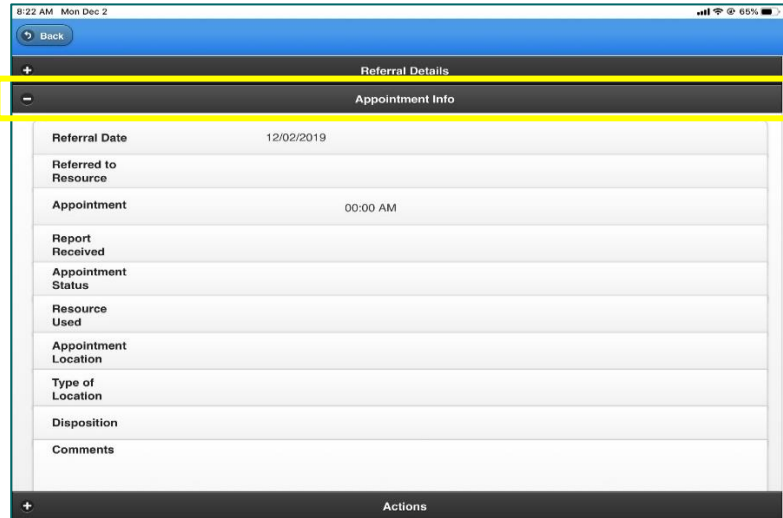 8:22 AM Mon Dec 2 65%
Back
Referral Details
Appointment Info
Referral Date 12/02/2019
Referred to
Resource
Appointment 00:00 AM
Report
Received
Appointment
Status
Resource
Used
Appointment
Location
Type of
Location
Disposition
Comments
Actions